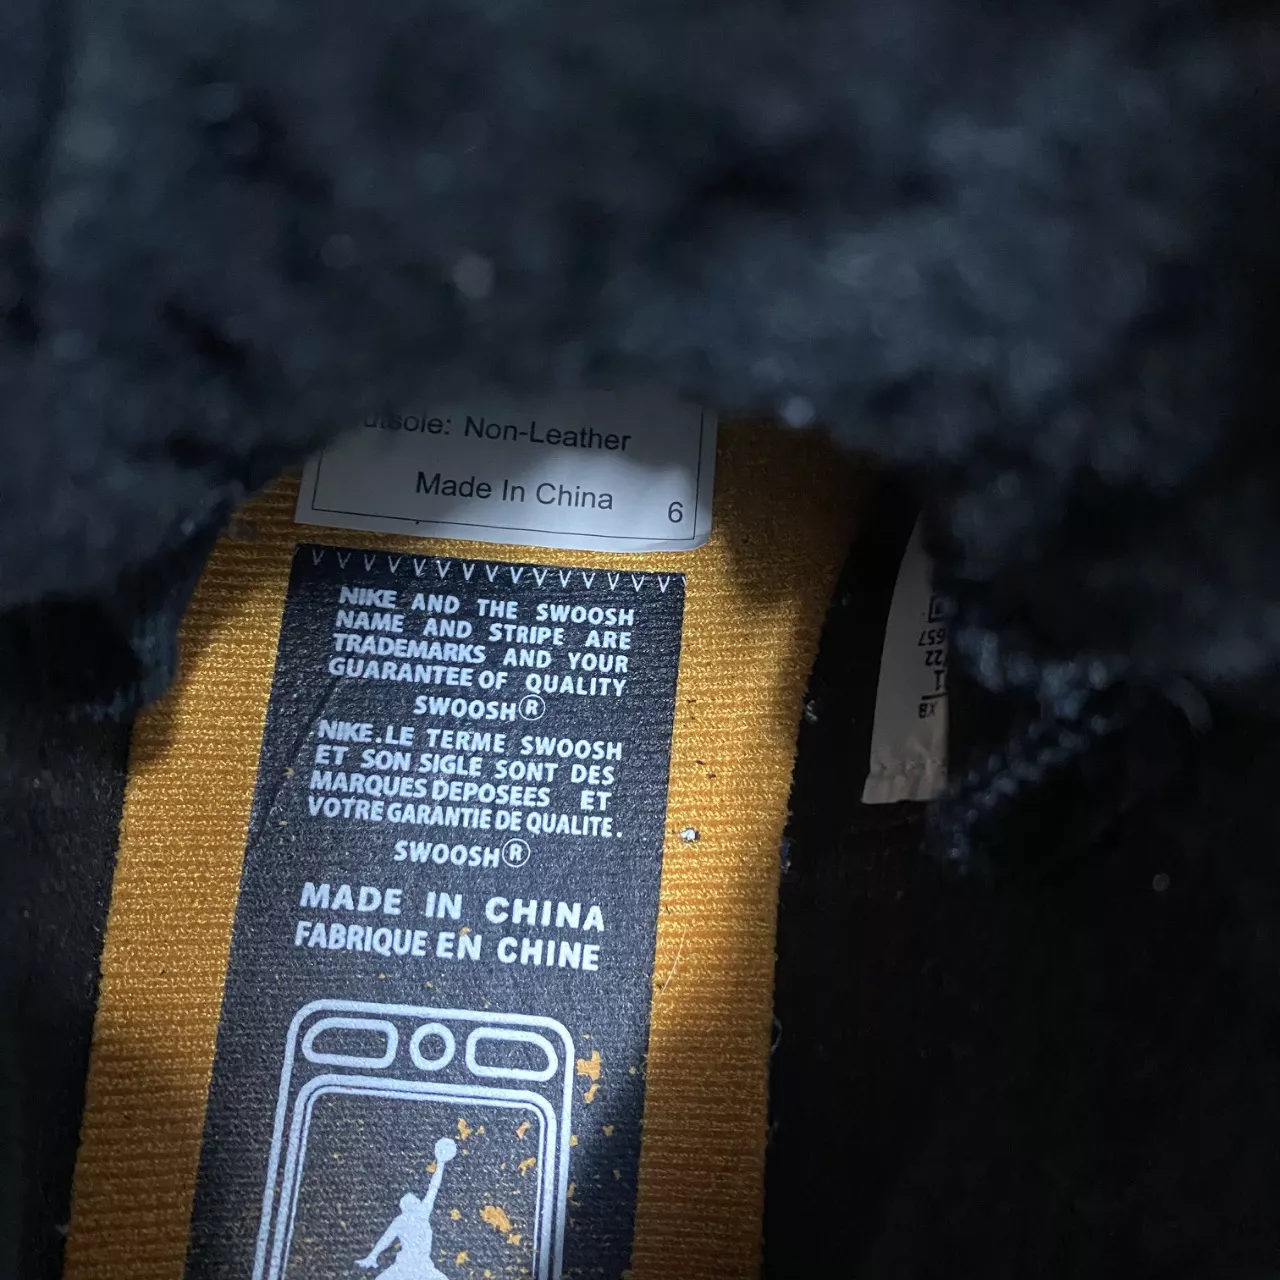 Non-Leather
Made In China
6
NIKE AND THE SWOOSH
NAME AND STRIPE ARE
TRADEMARKS AND YOUR
GUARANTEE OF QUALITY
SWOOSH®
NIKE.LE TERME SWOOSH
ET SON SIGLE SONT DES
MARQUES DEPOSEES ET
VOTRE GARANTIE DE QUALITE.
SWOOSH®
MADE IN CHINA
FABRIQUE EN CHINE